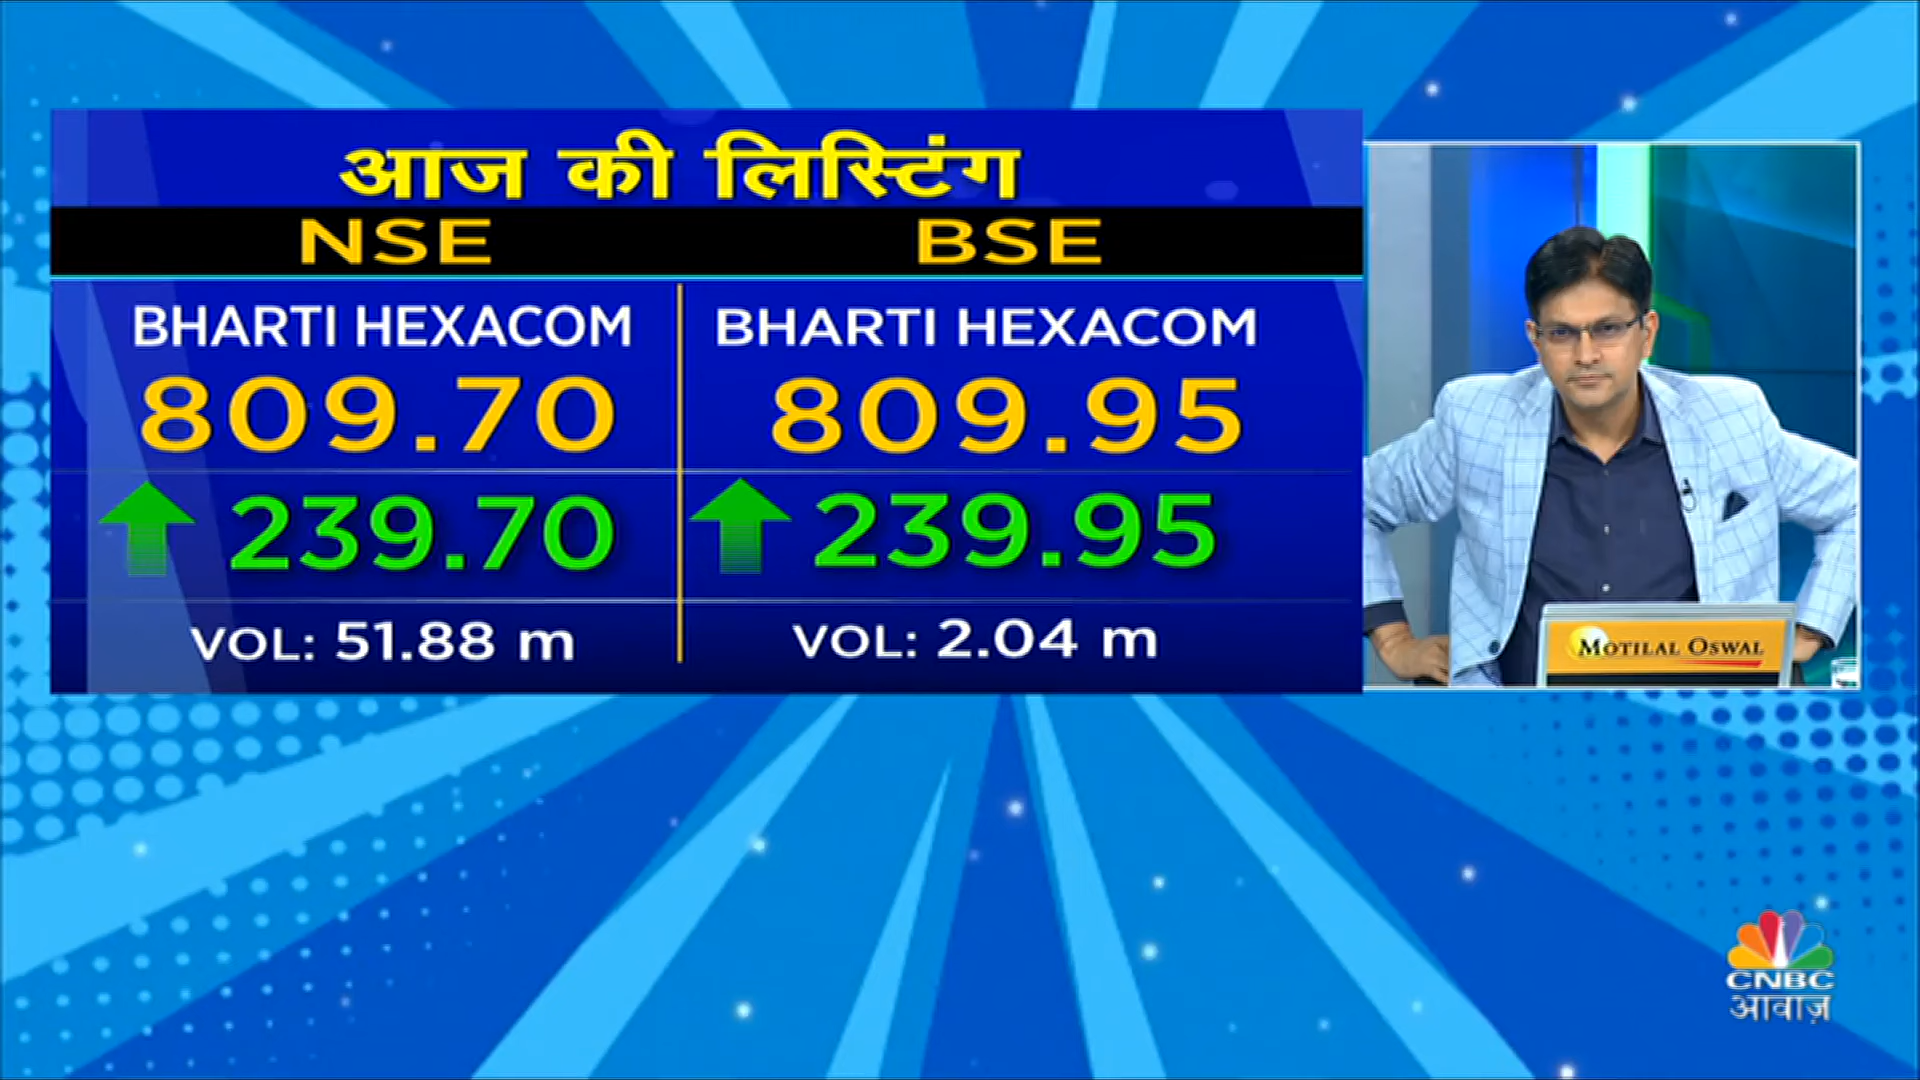 आज की लिस्टिंग
NSE BSE
BHARTI HEXACOM BHARTI HEXACOM
809.70 809.95
239.70 239.95
VOL: 51.88 m VOL: 2.04 m
MOTILAL OSWAL
CNBC
आवाज़